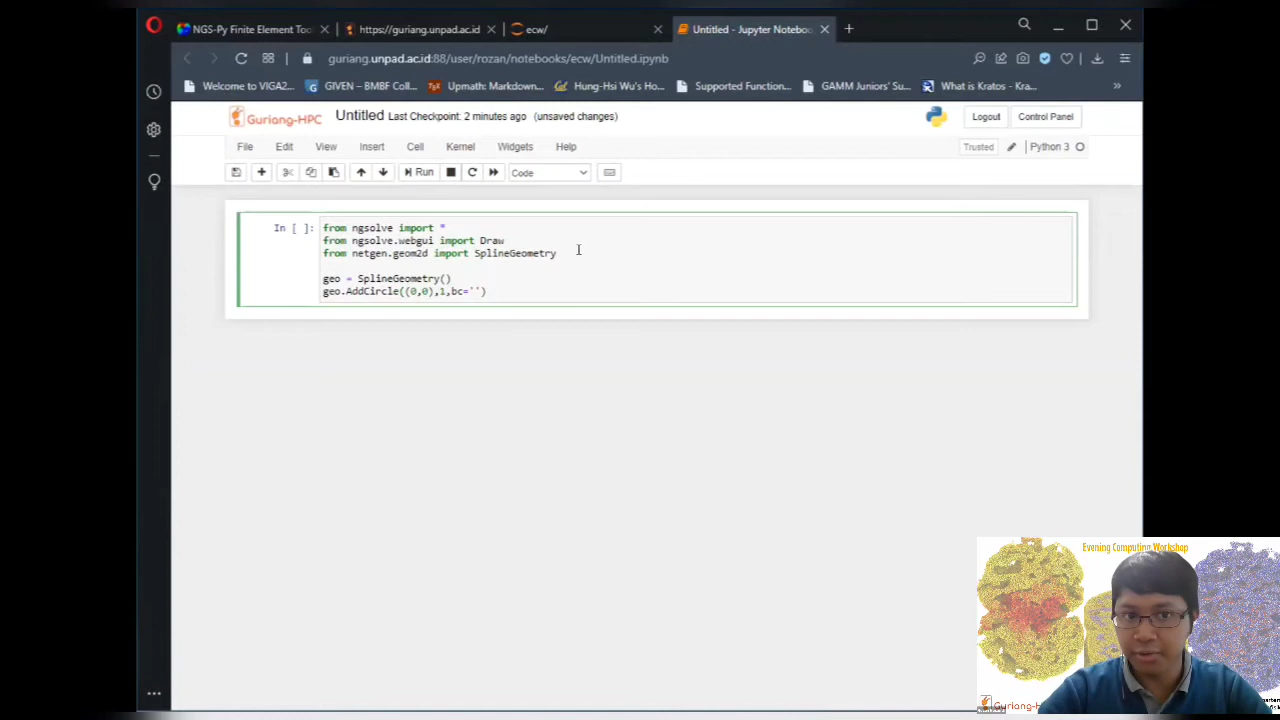 NGS-Py Finite Element Too
https://guriang.unpad.ac.id
ecw/
Untitled - Jupyter Noteboo
guriang.unpad.ac.id:88/user/rozan/notebooks/ecw/Untitled.ipynb
Welcome to VIGA2...
GIVEN – BMBF Coll...
Upmath: Markdown...
Hung-Hsi Wu's Ho...
Supported Function...
GAMM Juniors' Su...
What is Kratos - Kra...
»
Guriang-HPC
Untitled Last Checkpoint: 2 minutes ago (unsaved changes)
Logout
Control Panel
File Edit View Insert Cell Kernel Widgets Help
Trusted
Python 3
Run
Code
In [ ]:
from ngsolve import *
from ngsolve.webgui import Draw
from netgen.geom2d import SplineGeometry
geo = SplineGeometry()
geo.AddCircle((0,0),1,bc='')
Evening Computing Workshop
Guriang-HPC